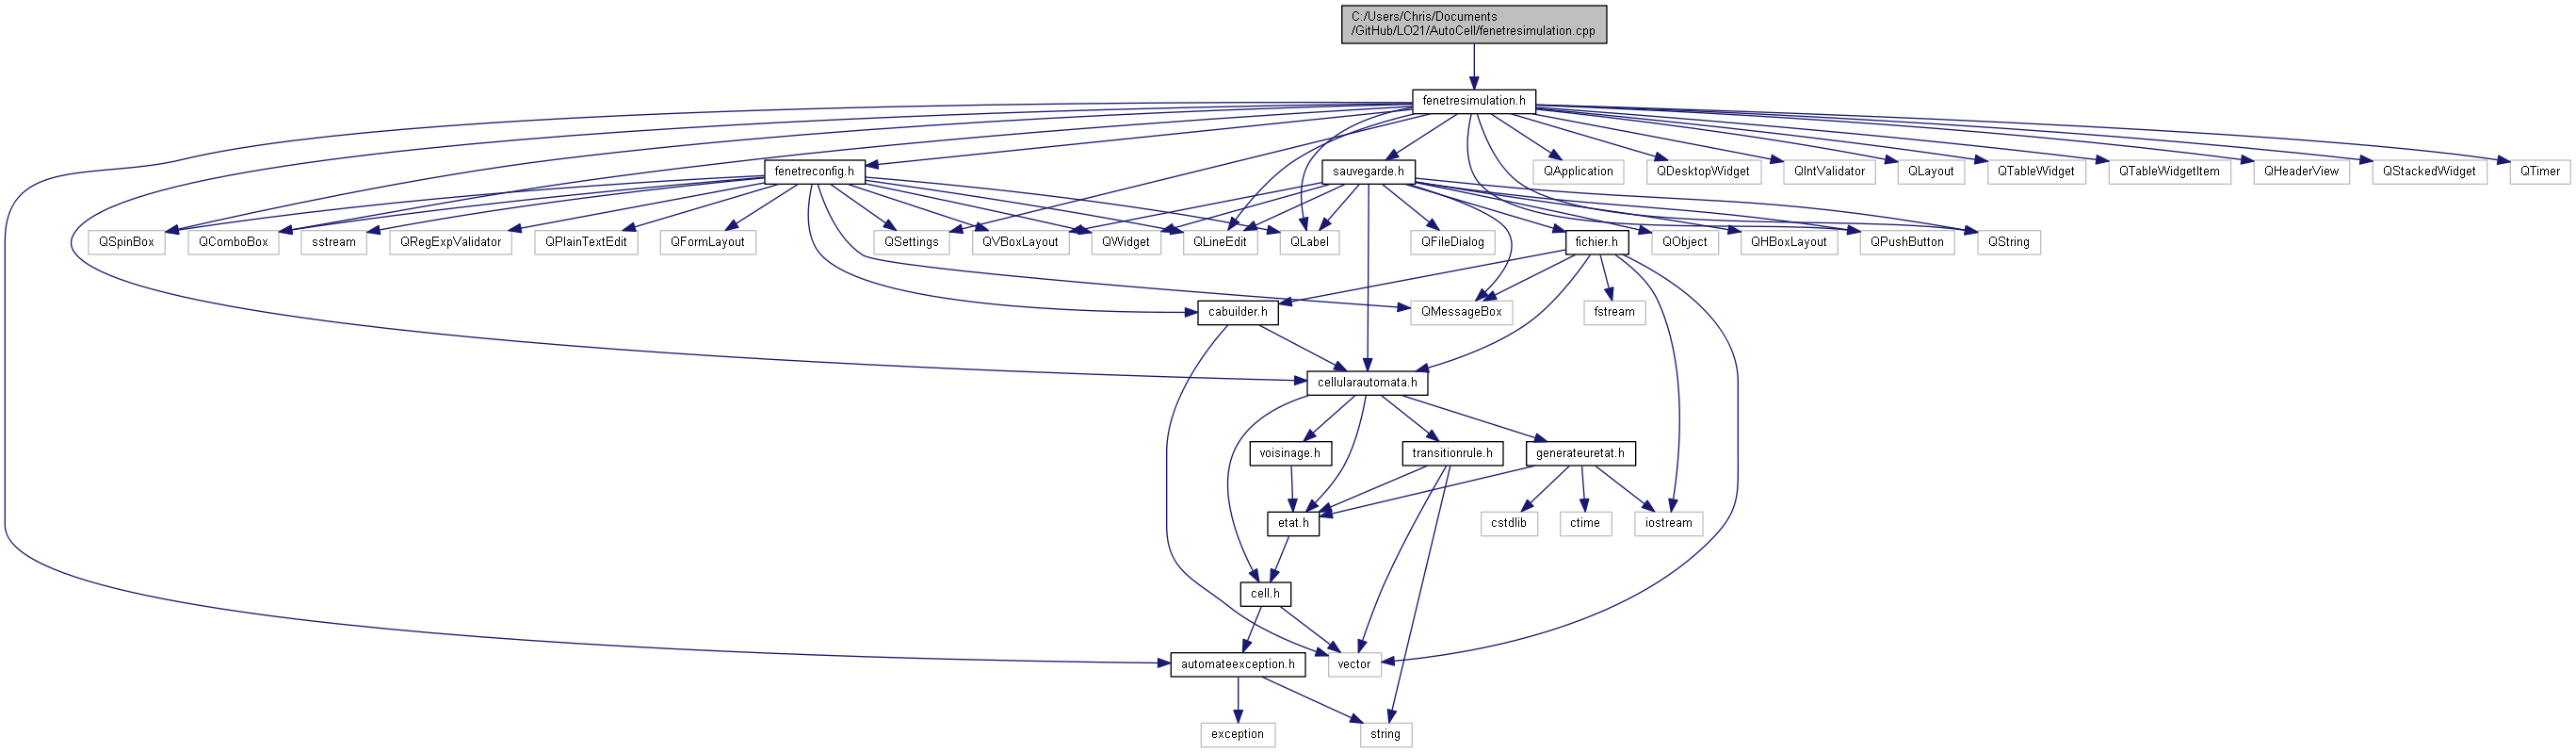 C:/Users/Chris/Documents
/GitHub/LO21/AutoCell/fenetresimulation.cpp
fenetresimulation.h
fenetreconfig.h
sauvegarde.h
QApplication
QDesktopWidget
QIntValidator
QLayout
QTableWidget
QTableWidgetItem
QHeaderView
QStackedWidget
QTimer
QSpinBox
QComboBox
sstream
QRegExpValidator
QPlainTextEdit
QFormLayout
QSettings
QVBoxLayout
QWidget
QLineEdit
QLabel
QFileDialog
fichier.h
QObject
QHBoxLayout
QPushButton
QString
cabuilder.h
QMessageBox
fstream
cellularautomata.h
voisinage.h
transitionrule.h
generateuretat.h
etat.h
cstdlib
ctime
iostream
cell.h
automateexception.h
vector
exception
string